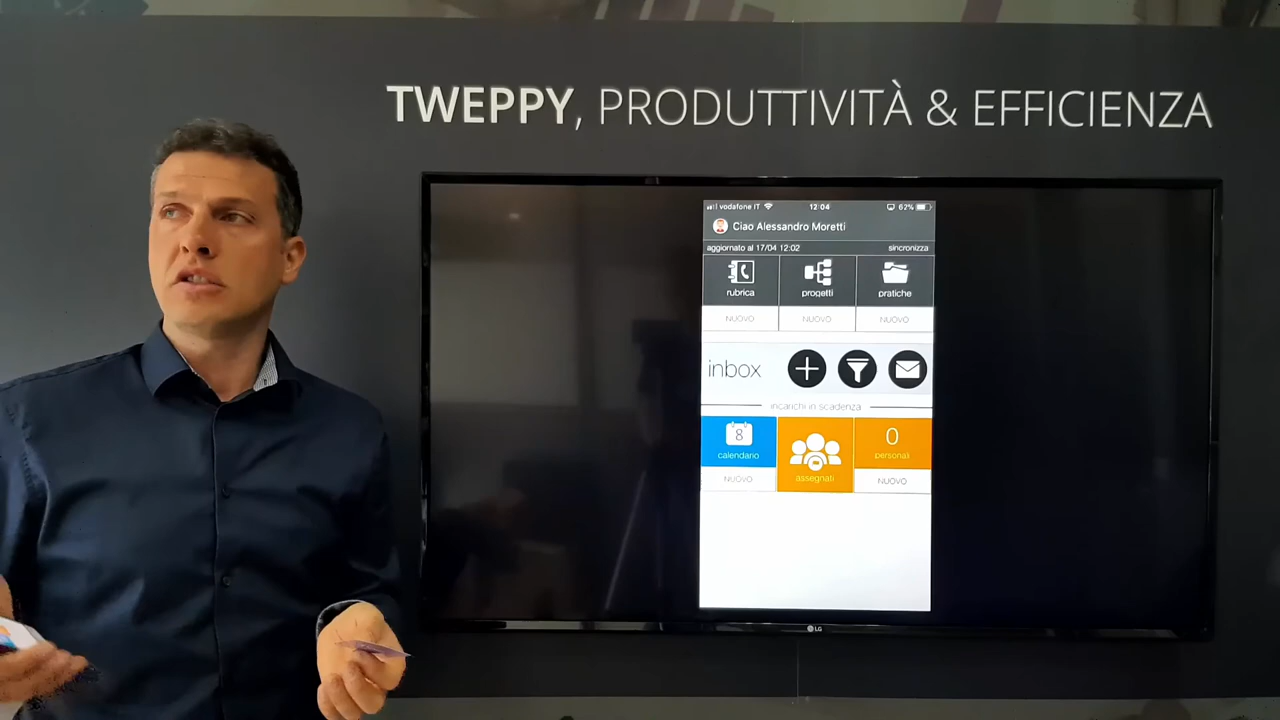 TWEPPY, PRODUTTIVITÀ & EFFICIENZA
vodafone IT 12:04 62%
Ciao Alessandro Moretti
aggiornato al 17/04 12:02 sincronizza
rubrica progetti pratiche
NUOVO NUOVO NUOVO
inbox
incarichi in scadenza
8 0
calendario assegnati personali
NUOVO NUOVO
LG